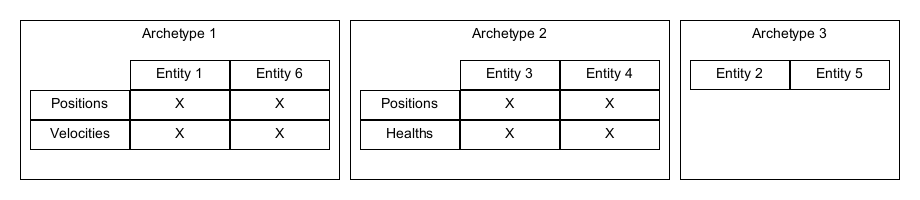 Archetype 1
Entity 1 Entity 6
Positions X X
Velocities X X
Archetype 2
Entity 3 Entity 4
Positions X X
Healths X X
Archetype 3
Entity 2 Entity 5